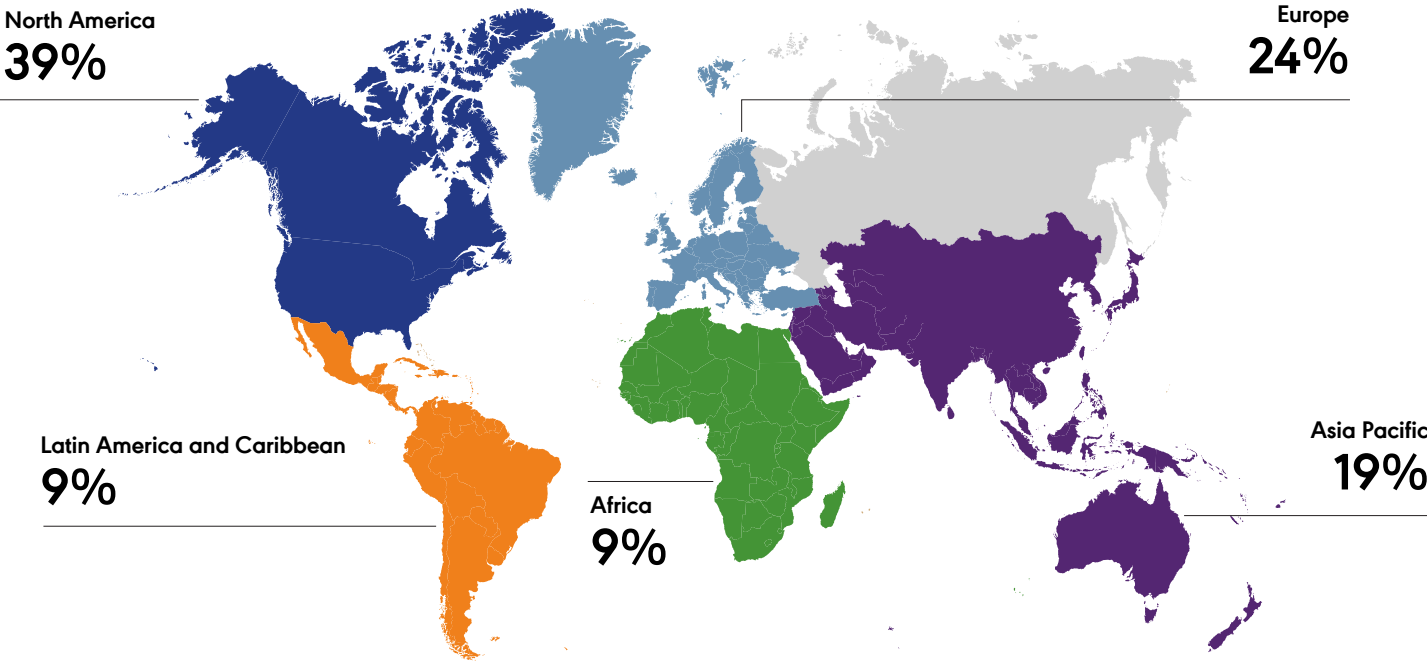 North America
39%
Europe
24%
Latin America and Caribbean
9%
Africa
9%
Asia Pacific
19%